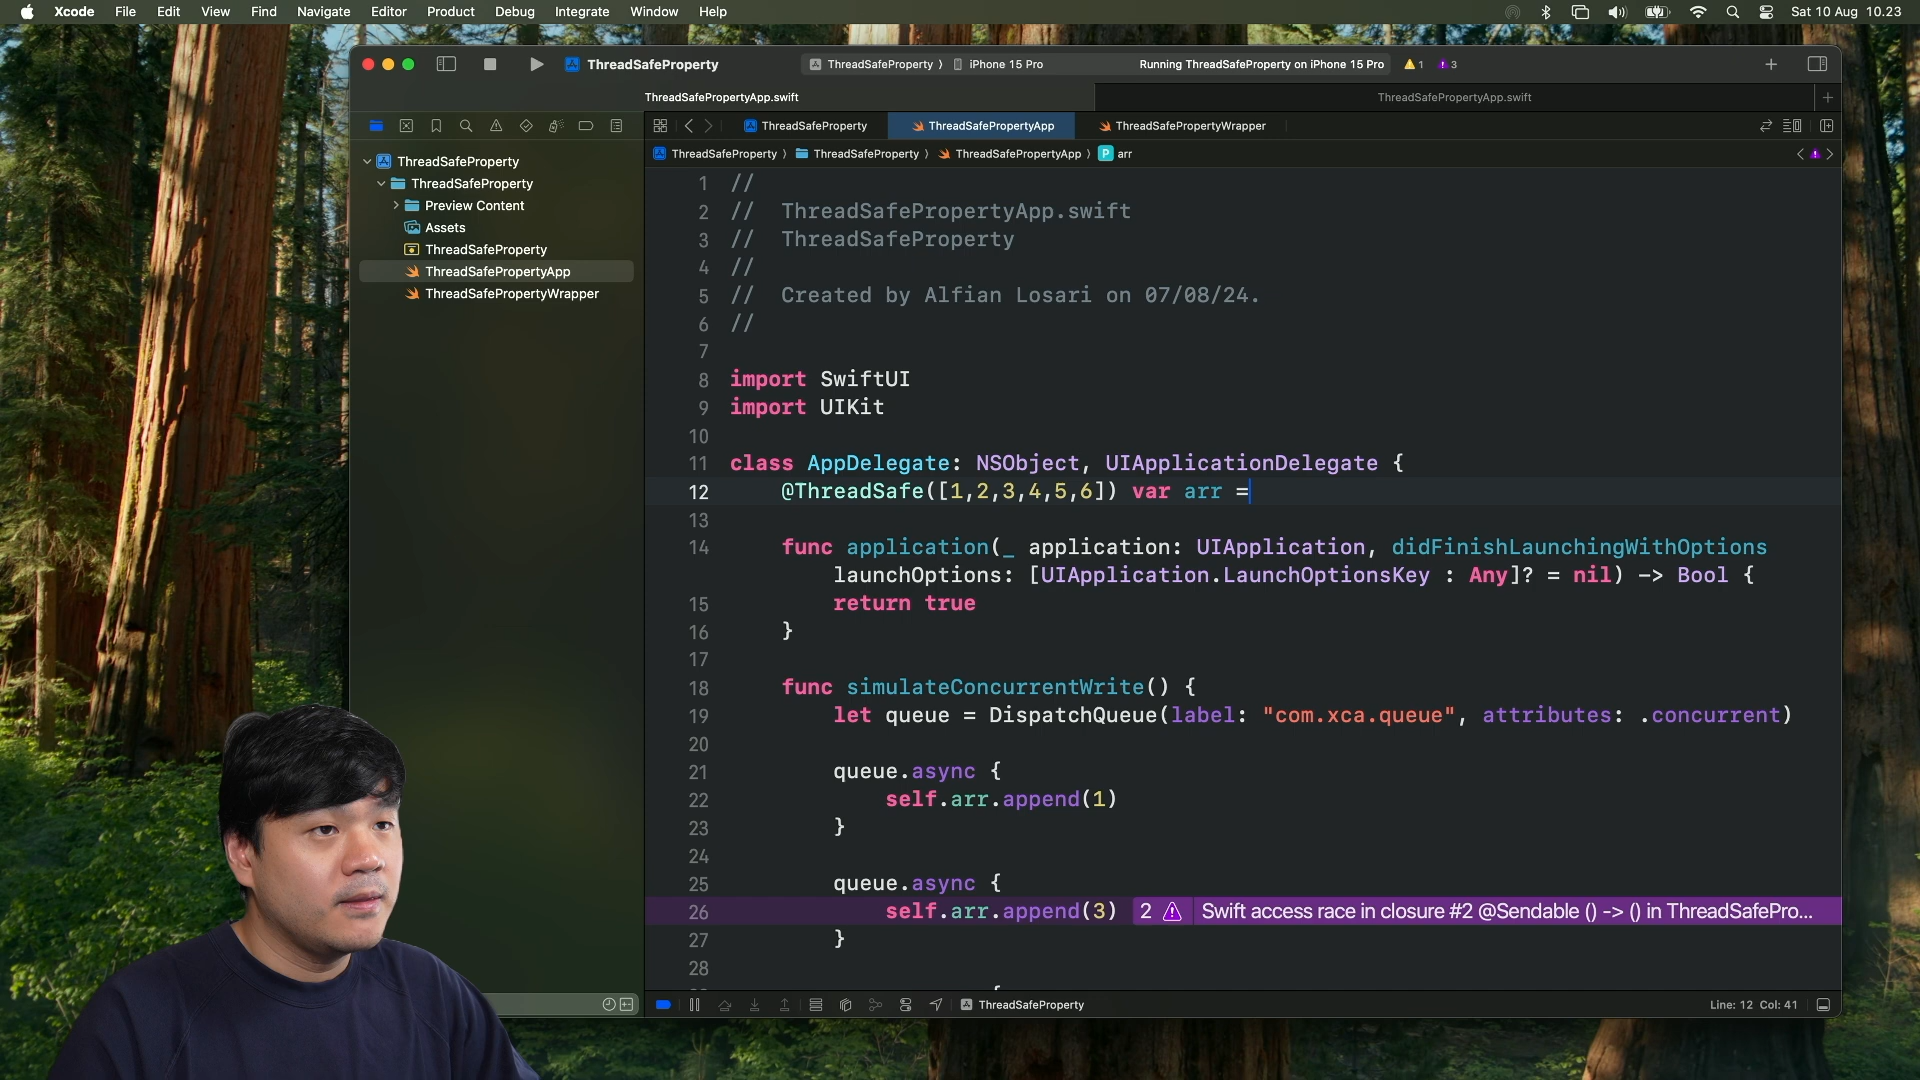 Xcode File Edit View Find Navigate Editor Product Debug Integrate Window Help Sat 10 Aug 10.23
ThreadSafeProperty ThreadSafeProperty 〉 iPhone 15 Pro Running ThreadSafeProperty on iPhone 15 Pro 1 3
ThreadSafePropertyApp.swift ThreadSafePropertyApp.swift
ThreadSafeProperty ThreadSafePropertyApp ThreadSafePropertyWrapper
ThreadSafeProperty 〉 ThreadSafeProperty 〉 ThreadSafePropertyApp 〉 P arr
ThreadSafeProperty
ThreadSafeProperty
Preview Content
Assets
ThreadSafeProperty
ThreadSafePropertyApp
ThreadSafePropertyWrapper
1 //
2 //  ThreadSafePropertyApp.swift
3 //  ThreadSafeProperty
4 //
5 //  Created by Alfian Losari on 07/08/24.
6 //
7
8 import SwiftUI
9 import UIKit
10
11 class AppDelegate: NSObject, UIApplicationDelegate {
12 @ThreadSafe([1,2,3,4,5,6]) var arr =
13
14 func application(_ application: UIApplication, didFinishLaunchingWithOptions
launchOptions: [UIApplication.LaunchOptionsKey : Any]? = nil) -> Bool {
15 return true
16 }
17
18 func simulateConcurrentWrite() {
19 let queue = DispatchQueue(label: "com.xca.queue", attributes: .concurrent)
20
21 queue.async {
22 self.arr.append(1)
23 }
24
25 queue.async {
26 self.arr.append(3) 2 Swift access race in closure #2 @Sendable () -> () in ThreadSafePro...
27 }
28
ThreadSafeProperty Line: 12 Col: 41